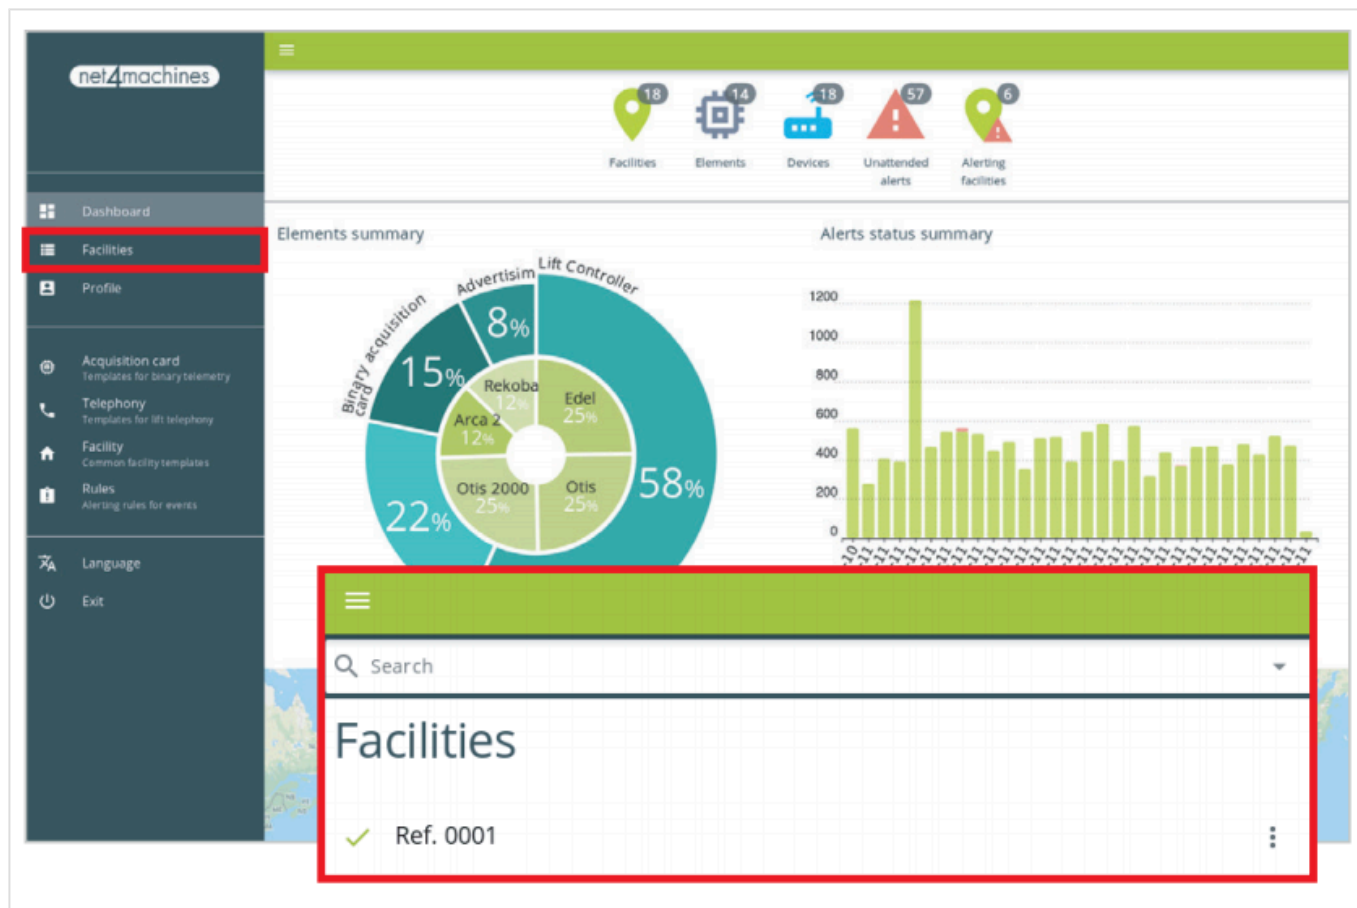 net4machines
Dashboard
Facilities
Profile
Acquisition card
Templates for binary telemetry
Telephony
Templates for lift telephony
Facility
Common facility templates
Rules
Alerting rules for events
Language
Exit
18
14
18
57
6
Facilities
Elements
Devices
Unattended
alerts
Alerting
facilities
Elements summary
Binary acquisition
card
Advertisim
Lift Controller
8%
15%
22%
58%
Rekoba
12%
Edel
25%
Arca 2
12%
Otis 2000
25%
Otis
25%
Alerts status summary
1200
1000
800
600
400
200
0
Search
Facilities
Ref. 0001